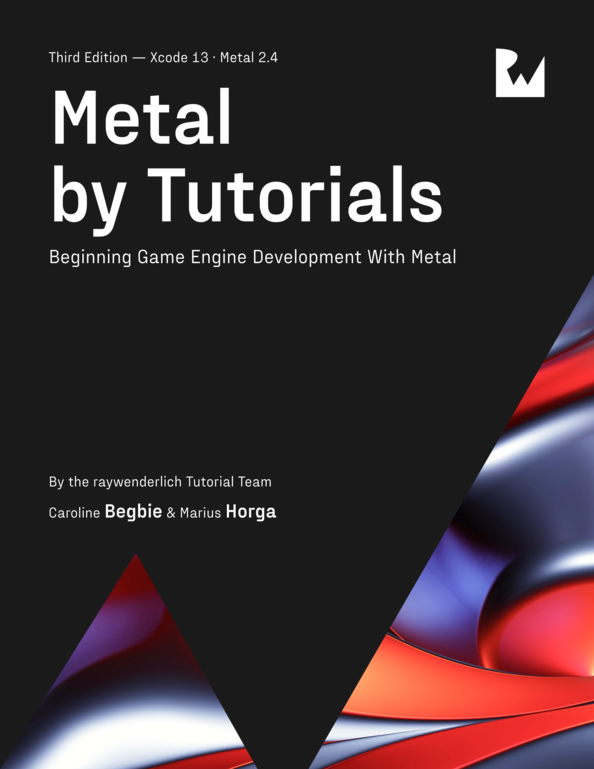 Third Edition — Xcode 13 · Metal 2.4
Metal
by Tutorials
Beginning Game Engine Development With Metal
By the raywenderlich Tutorial Team
Caroline Begbie & Marius Horga